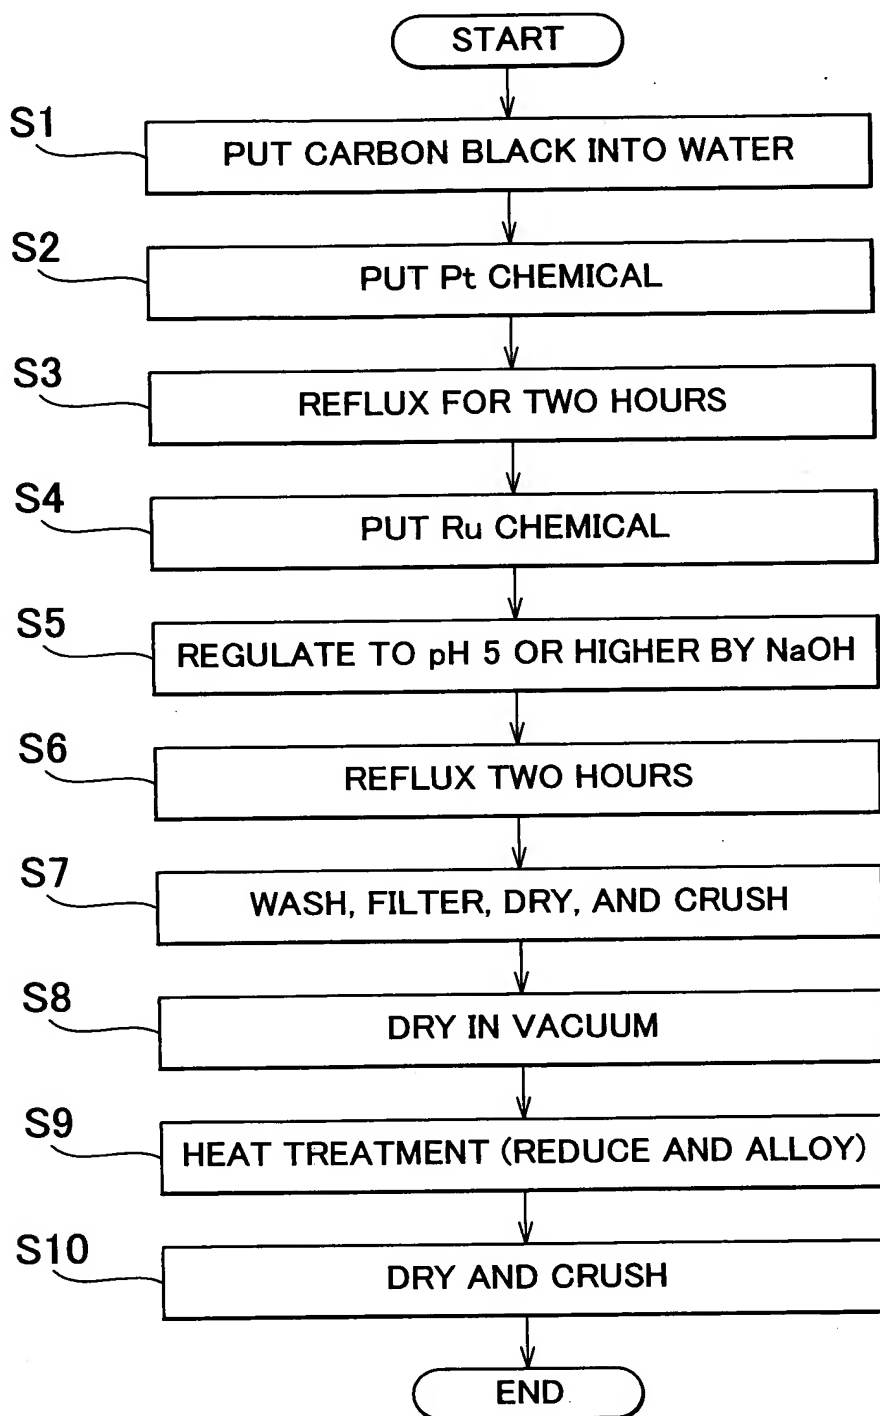 START
S1
PUT CARBON BLACK INTO WATER
S2
PUT Pt CHEMICAL
S3
REFLUX FOR TWO HOURS
S4
PUT Ru CHEMICAL
S5
REGULATE TO pH 5 OR HIGHER BY NaOH
S6
REFLUX TWO HOURS
S7
WASH, FILTER, DRY, AND CRUSH
S8
DRY IN VACUUM
S9
HEAT TREATMENT (REDUCE AND ALLOY)
S10
DRY AND CRUSH
END